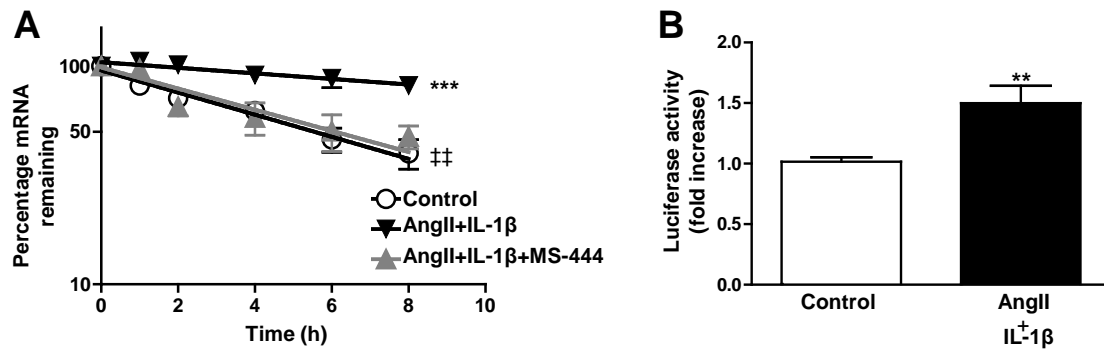 A
Percentage mRNA
remaining
100
50
10
0
2
4
6
8
10
Time (h)
***
‡‡
Control
AngII+IL-1β
AngII+IL-1β+MS-444
B
Luciferase activity
(fold increase)
2.0
1.5
1.0
0.5
0.0
**
Control
AngII
+
IL-1β